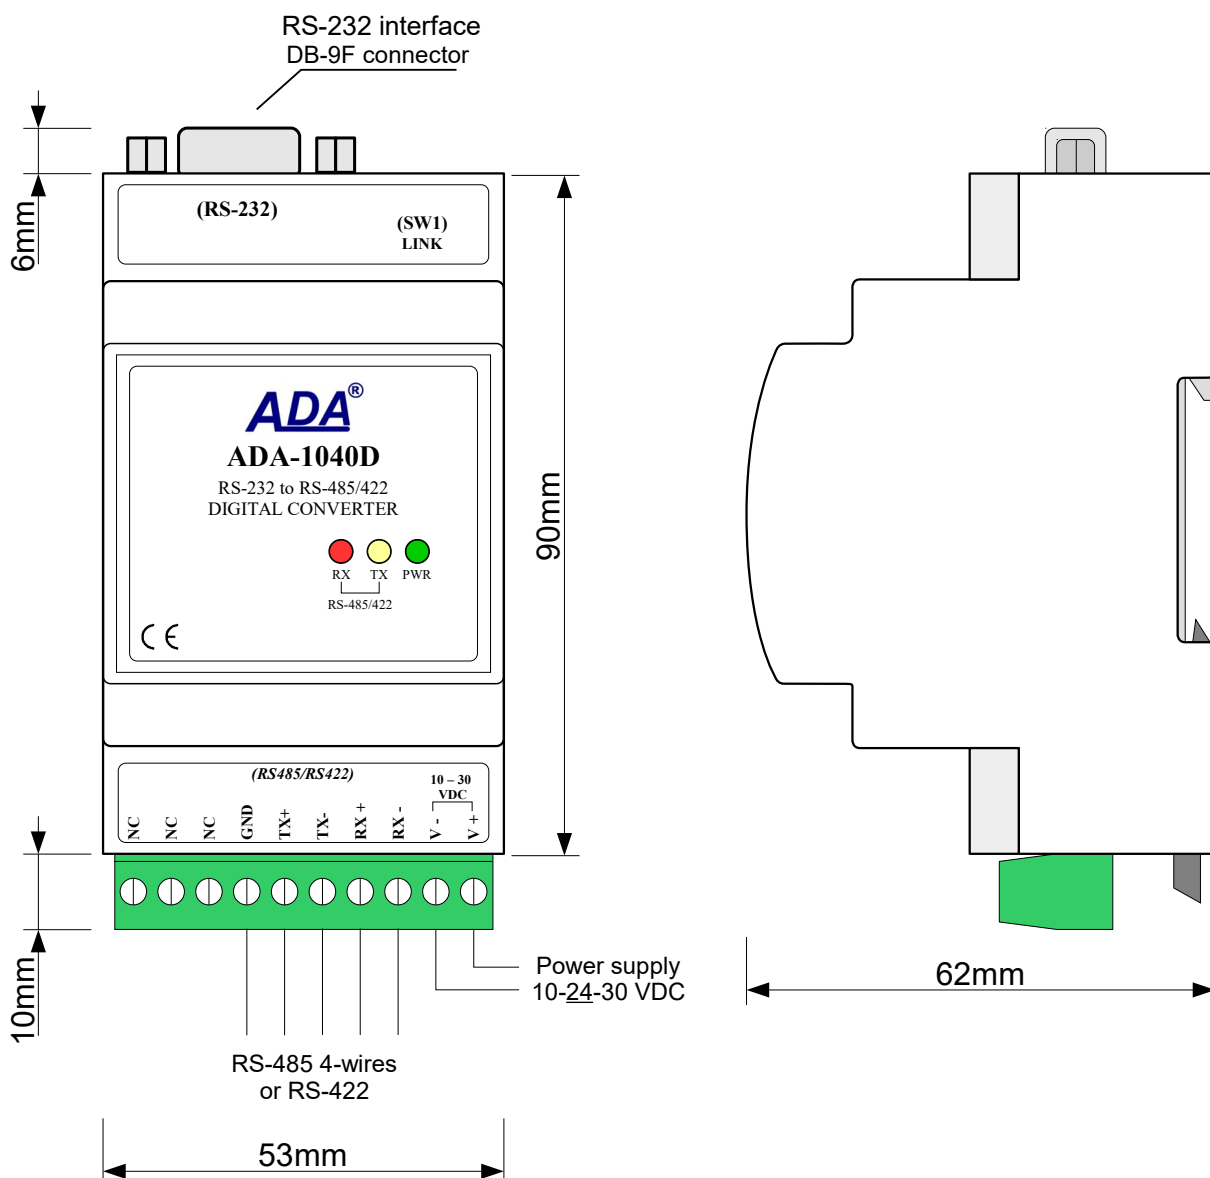 RS-232 interface
DB-9F connector
6mm
(RS-232)
(SW1)
LINK
ADA®
ADA-1040D
RS-232 to RS-485/422
DIGITAL CONVERTER
RX TX PWR
RS-485/422
CE
90mm
(RS485/RS422)
10 – 30
VDC
NC NC NC GND TX+ TX- RX + RX - V - V +
10mm
Power supply
10-24-30 VDC
RS-485 4-wires
or RS-422
53mm
62mm